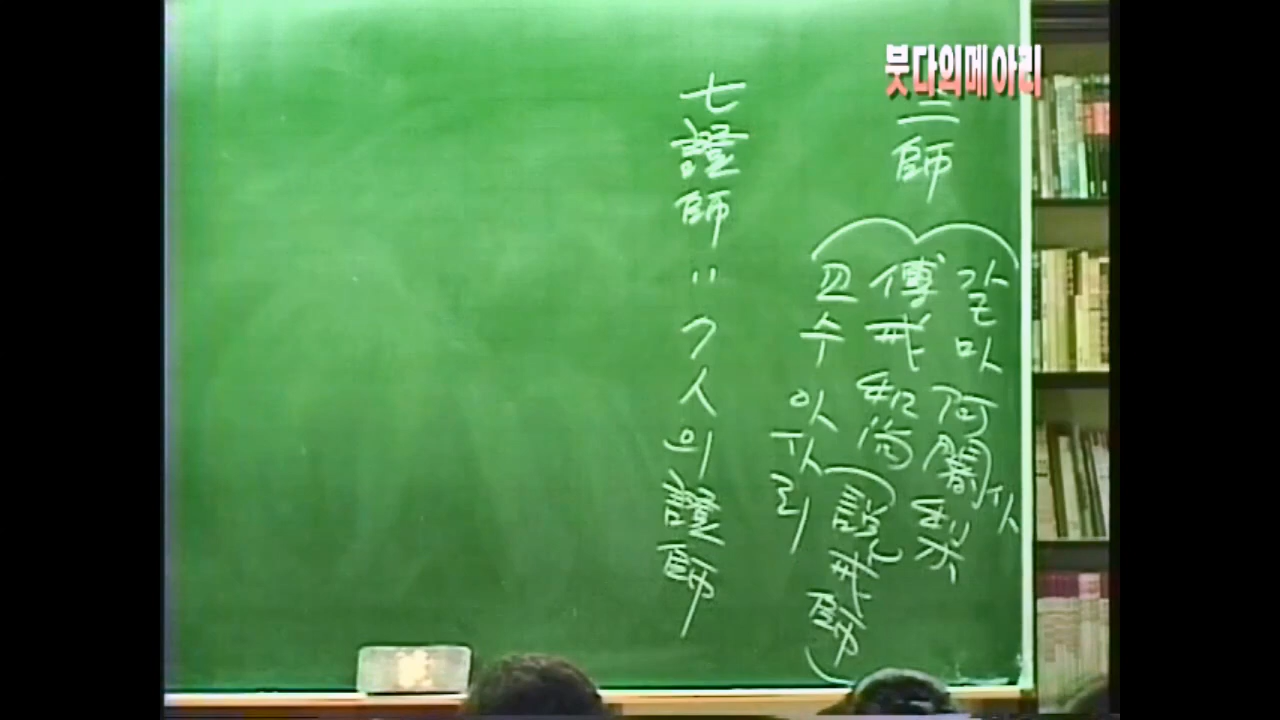 붓다의메아리
三師
갈마阿闍梨
사
傳戒和尚(說戒師)
교수아사리
七證師 = 7人의 證師